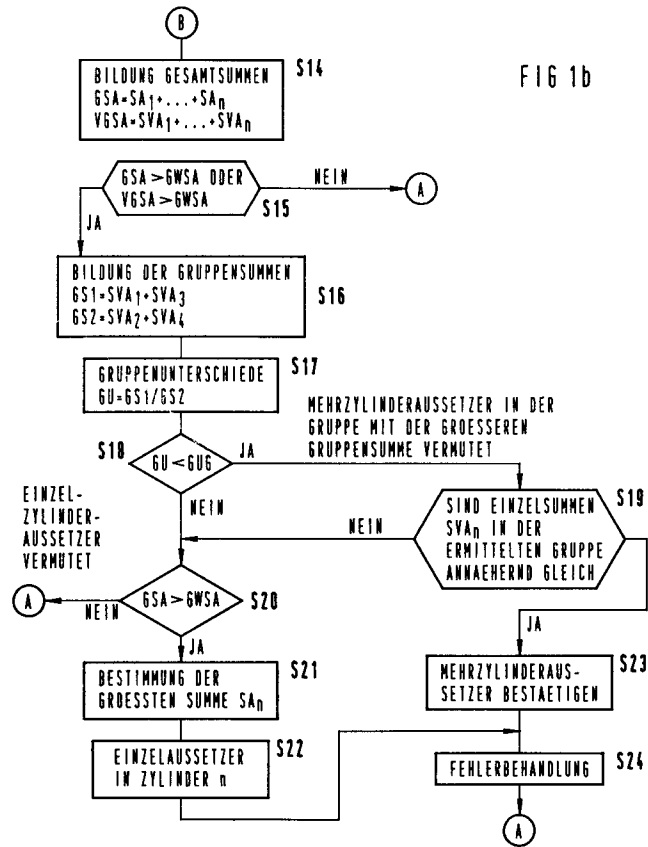 B
S14
FIG 1b
BILDUNG GESAMTSUMMEN
GSA=SA1+...+SAn
VGSA=SVA1+...+SVAn
GSA>GWSA ODER
VGSA>GWSA
S15
NEIN
A
JA
BILDUNG DER GRUPPENSUMMEN
GS1=SVA1+SVA3
GS2=SVA2+SVA4
S16
S17
GRUPPENUNTERSCHIEDE
GU=GS1/GS2
MEHRZYLINDERAUSSETZER IN DER
GRUPPE MIT DER GROESSEREN
GRUPPENSUMME VERMUTET
S18
GU<GUG
JA
NEIN
S19
SIND EINZELSUMMEN
SVAn IN DER
ERMITTELTEN GRUPPE
ANNAEHERND GLEICH
NEIN
EINZEL-
ZYLINDER-
AUSSETZER
VERMUTET
A
NEIN
GSA>GWSA
S20
JA
JA
S21
BESTIMMUNG DER
GROESSTEN SUMME SAn
S23
MEHRZYLINDERAUS-
SETZER BESTAETIGEN
S22
EINZELAUSSETZER
IN ZYLINDER n
S24
FEHLERBEHANDLUNG
A